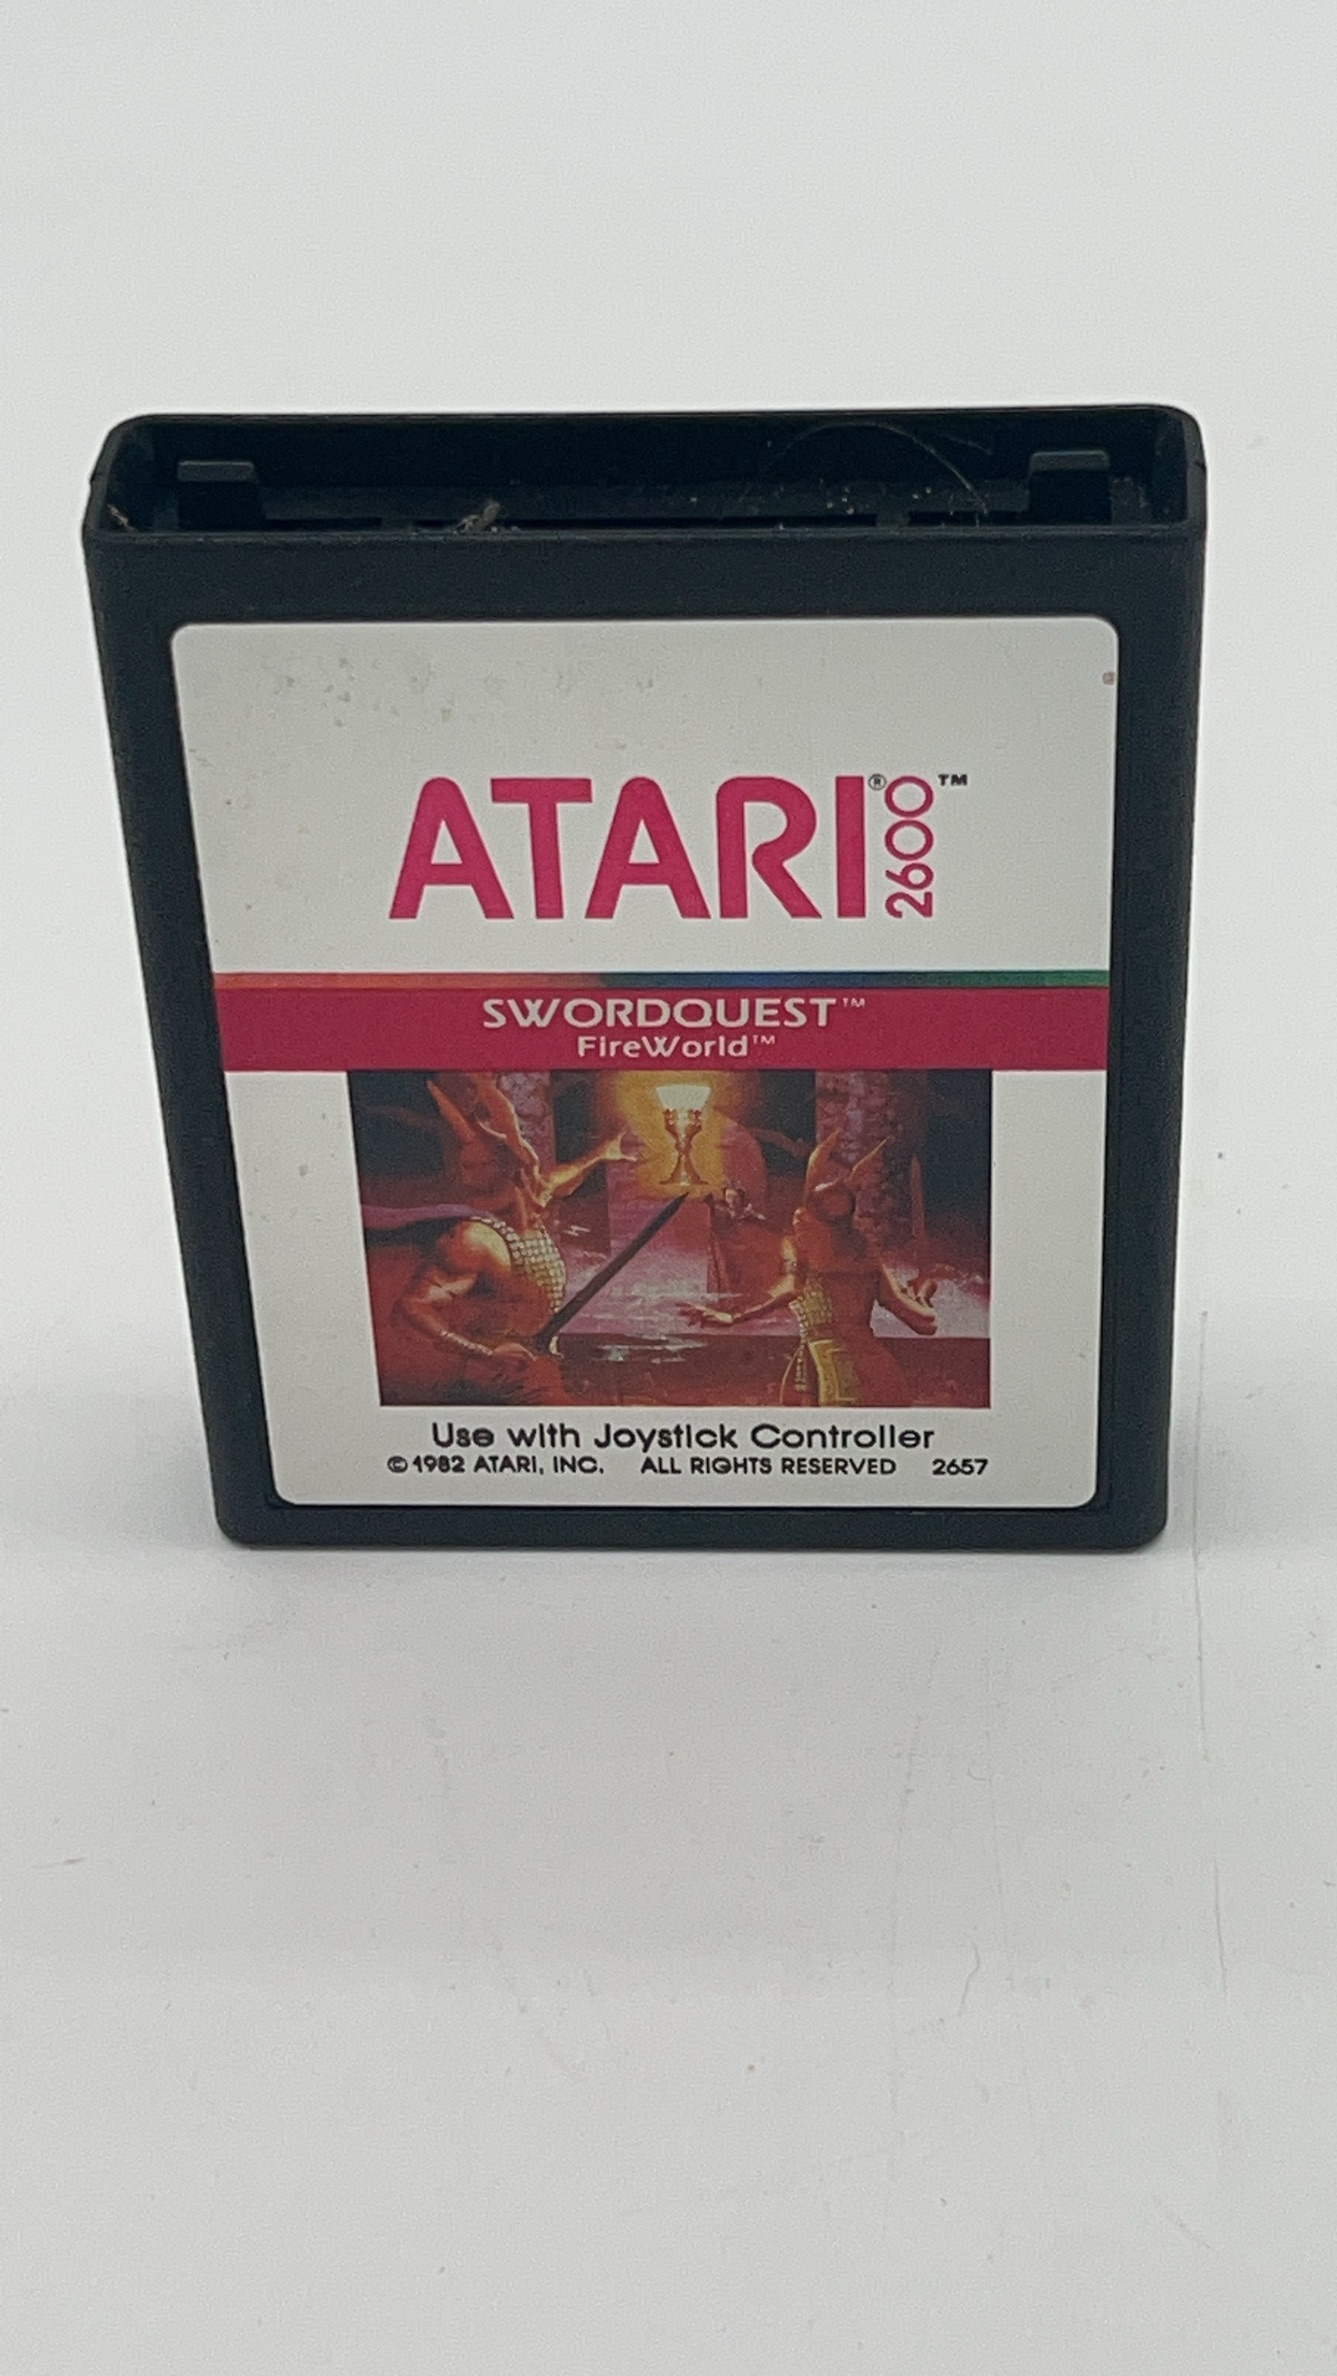 ATARI® 2600™
SWORDQUEST™
FireWorld™
Use with Joystick Controller
© 1982 ATARI, INC. ALL RIGHTS RESERVED 2657